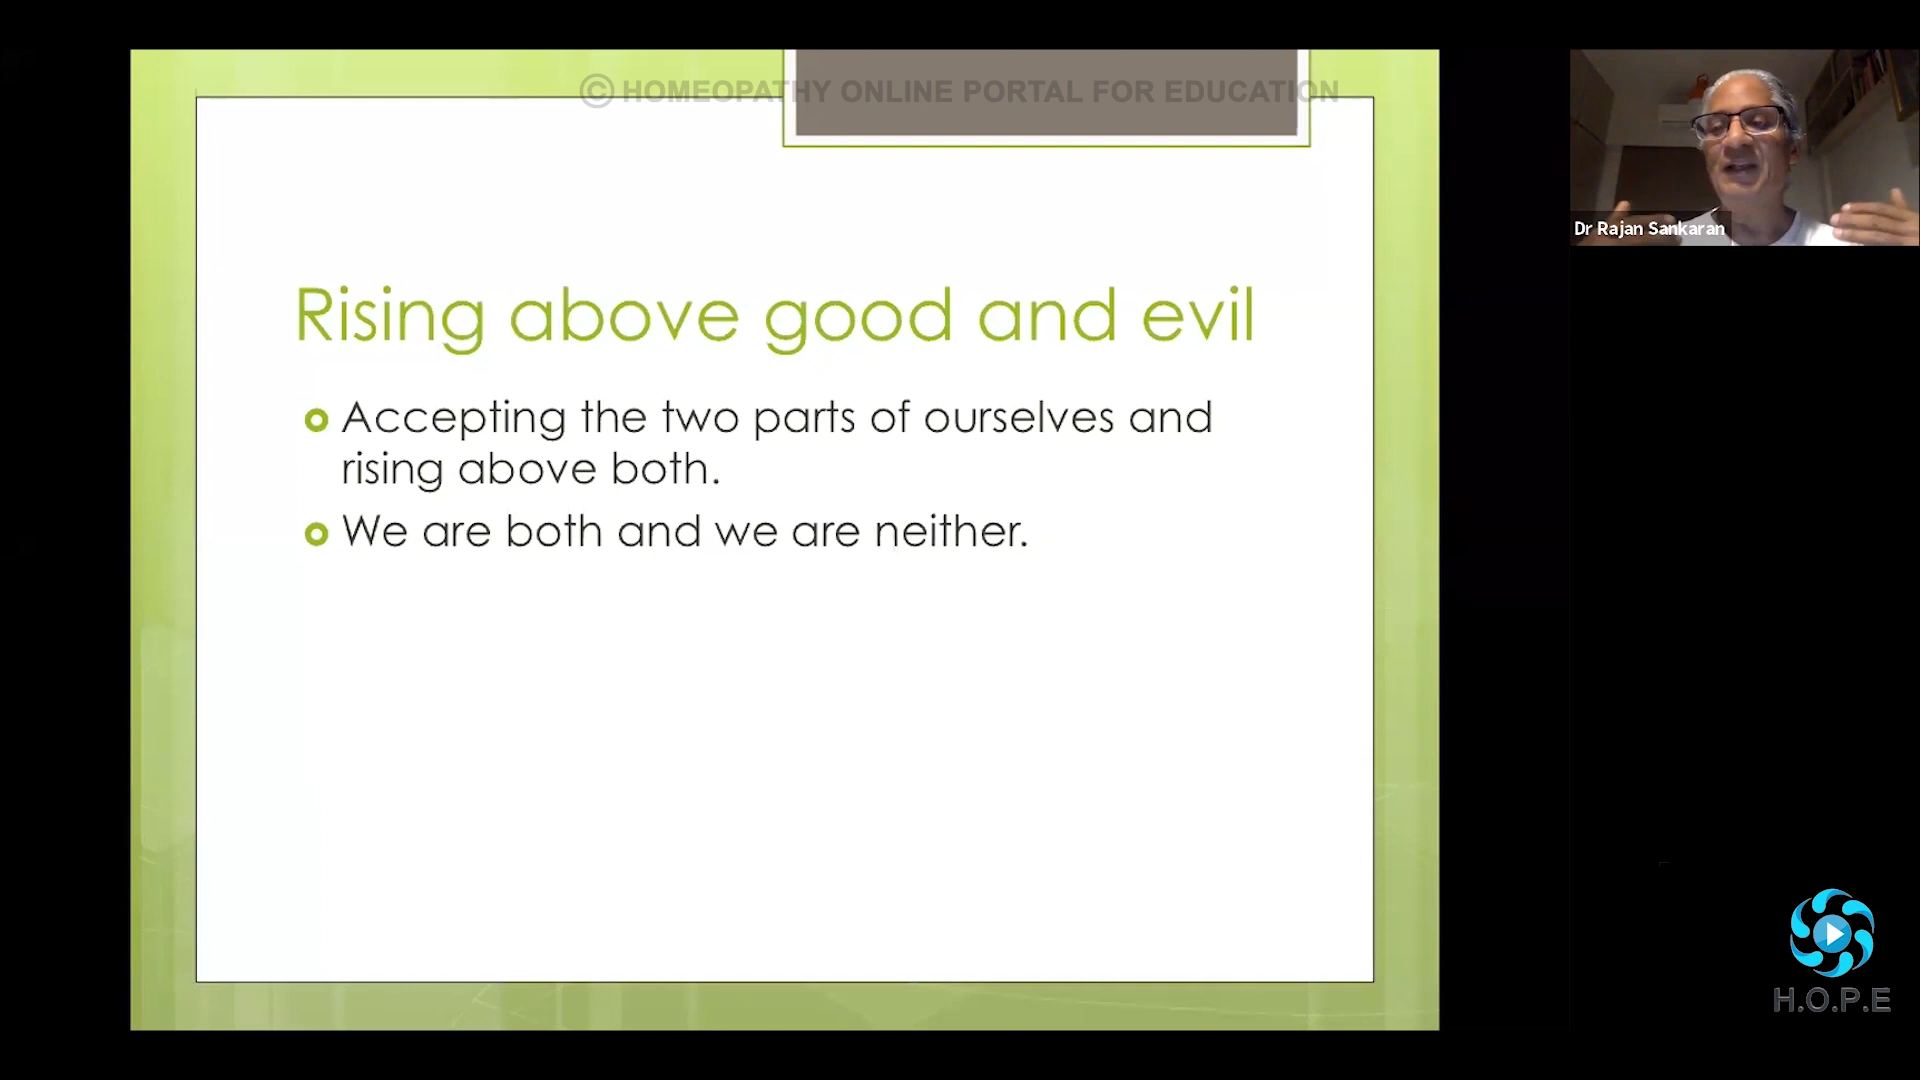 © HOMEOPATHY ONLINE PORTAL FOR EDUCATION
Dr Rajan Sankaran
Rising above good and evil
Accepting the two parts of ourselves and
rising above both.
We are both and we are neither.
H.O.P.E